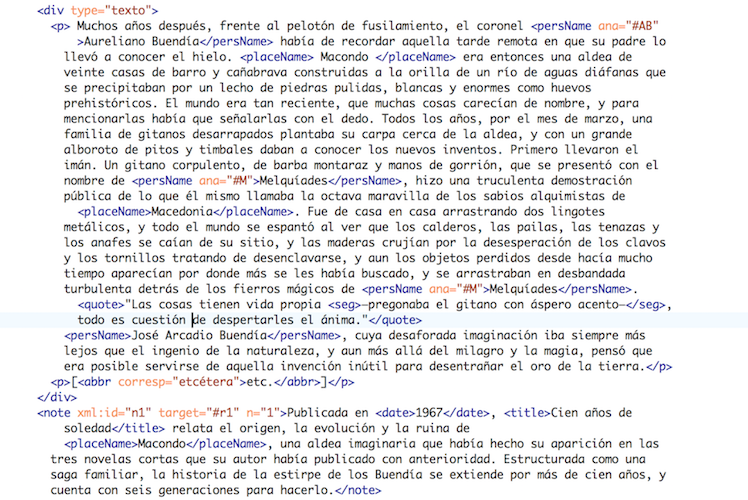 <div type="texto">
<p> Muchos años después, frente al pelotón de fusilamiento, el coronel <persName ana="#AB"
>Aureliano Buendía</persName> había de recordar aquella tarde remota en que su padre lo
llevó a conocer el hielo. <placeName> Macondo </placeName> era entonces una aldea de
veinte casas de barro y cañabrava construidas a la orilla de un río de aguas diáfanas que
se precipitaban por un lecho de piedras pulidas, blancas y enormes como huevos
prehistóricos. El mundo era tan reciente, que muchas cosas carecían de nombre, y para
mencionarlas había que señalarlas con el dedo. Todos los años, por el mes de marzo, una
familia de gitanos desarrapados plantaba su carpa cerca de la aldea, y con un grande
alboroto de pitos y timbales daban a conocer los nuevos inventos. Primero llevaron el
imán. Un gitano corpulento, de barba montaraz y manos de gorrión, que se presentó con el
nombre de <persName ana="#M">Melquíades</persName>, hizo una truculenta demostración
pública de lo que él mismo llamaba la octava maravilla de los sabios alquimistas de
<placeName>Macedonia</placeName>. Fue de casa en casa arrastrando dos lingotes
metálicos, y todo el mundo se espantó al ver que los calderos, las pailas, las tenazas y
los anafes se caían de su sitio, y las maderas crujían por la desesperación de los clavos
y los tornillos tratando de desenclavarse, y aun los objetos perdidos desde hacía mucho
tiempo aparecían por donde más se les había buscado, y se arrastraban en desbandada
turbulenta detrás de los fierros mágicos de <persName ana="#M">Melquíades</persName>.
<quote>"Las cosas tienen vida propia <seg>—pregonaba el gitano con áspero acento—</seg>,
todo es cuestión de despertarles el ánima."</quote>
<persName>José Arcadio Buendía</persName>, cuya desaforada imaginación iba siempre más
lejos que el ingenio de la naturaleza, y aun más allá del milagro y la magia, pensó que
era posible servirse de aquella invención inútil para desentrañar el oro de la tierra.</p>
<p>[<abbr corresp="etcétera">etc.</abbr>]</p>
</div>
<note xml:id="n1" target="#r1" n="1">Publicada en <date>1967</date>, <title>Cien años de
soledad</title> relata el origen, la evolución y la ruina de
<placeName>Macondo</placeName>, una aldea imaginaria que había hecho su aparición en las
tres novelas cortas que su autor había publicado con anterioridad. Estructurada como una
saga familiar, la historia de la estirpe de los Buendía se extiende por más de cien años, y
cuenta con seis generaciones para hacerlo.</note>